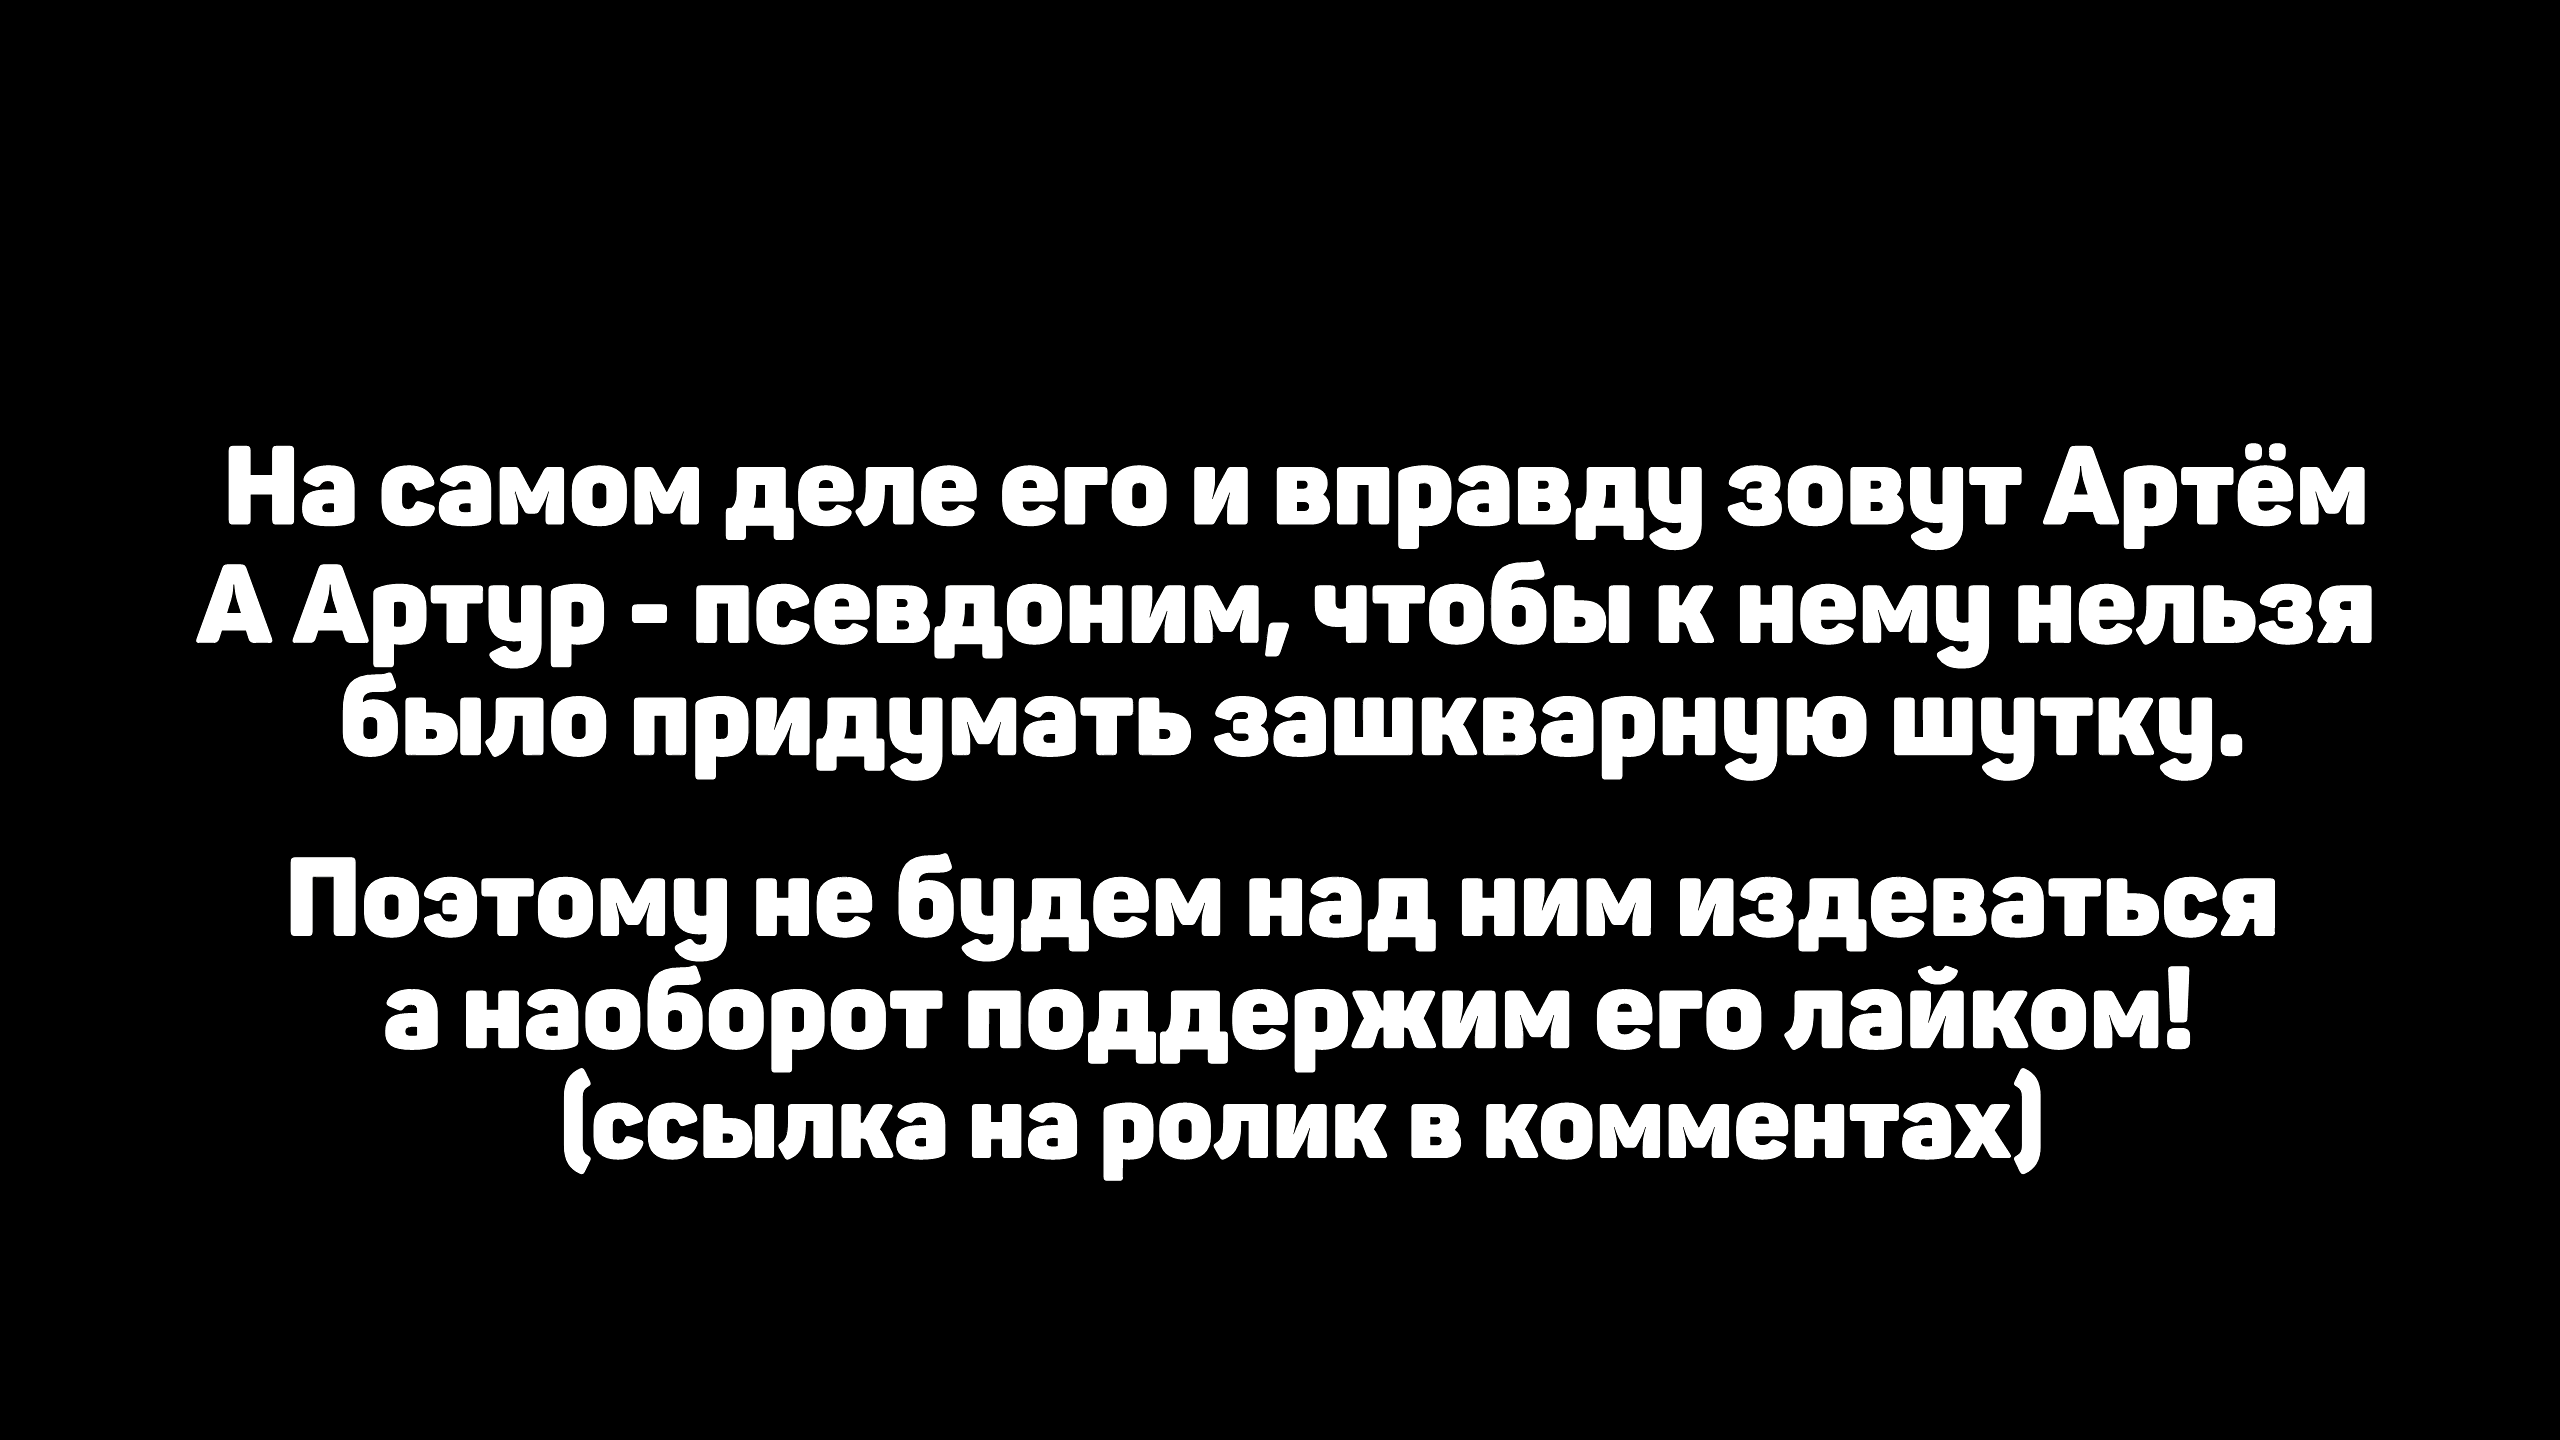 На самом деле его и вправду зовут Артём
А Артур - псевдоним, чтобы к нему нельзя
было придумать зашкварную шутку.
Поэтому не будем над ним издеваться
а наоборот поддержим его лайком!
(ссылка на ролик в комментах)